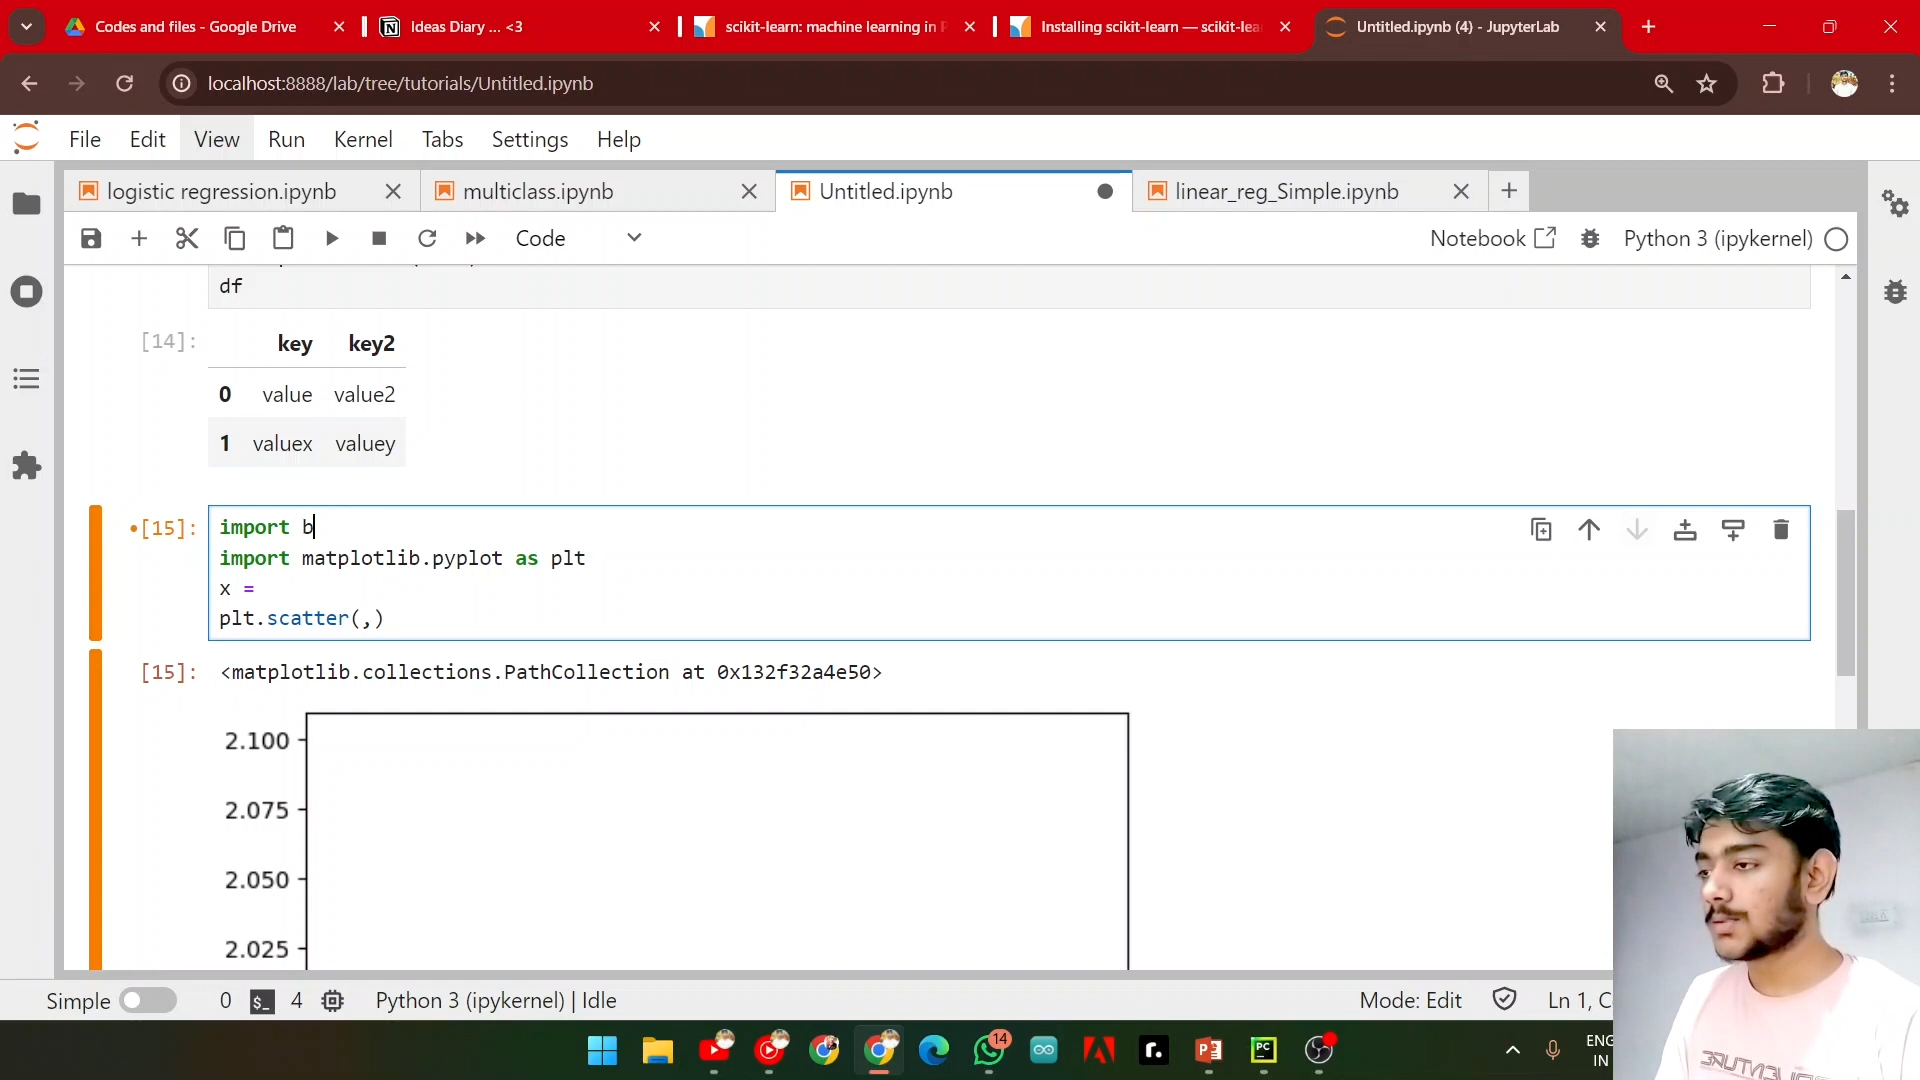 Codes and files - Google Drive
Ideas Diary ... <3
scikit-learn: machine learning in
Installing scikit-learn — scikit-lea
Untitled.ipynb (4) - JupyterLab
localhost:8888/lab/tree/tutorials/Untitled.ipynb
File Edit View Run Kernel Tabs Settings Help
logistic regression.ipynb
multiclass.ipynb
Untitled.ipynb
linear_reg_Simple.ipynb
Code
Notebook
Python 3 (ipykernel)
df
[14]:
key key2
0 value value2
1 valuex valuey
[15]:
import b
import matplotlib.pyplot as plt
x =
plt.scatter(,)
[15]:
<matplotlib.collections.PathCollection at 0x132f32a4e50>
2.100
2.075
2.050
2.025
Simple
0
$_
4
Python 3 (ipykernel) | Idle
Mode: Edit
Ln 1, C
14
PC
ENG
IN